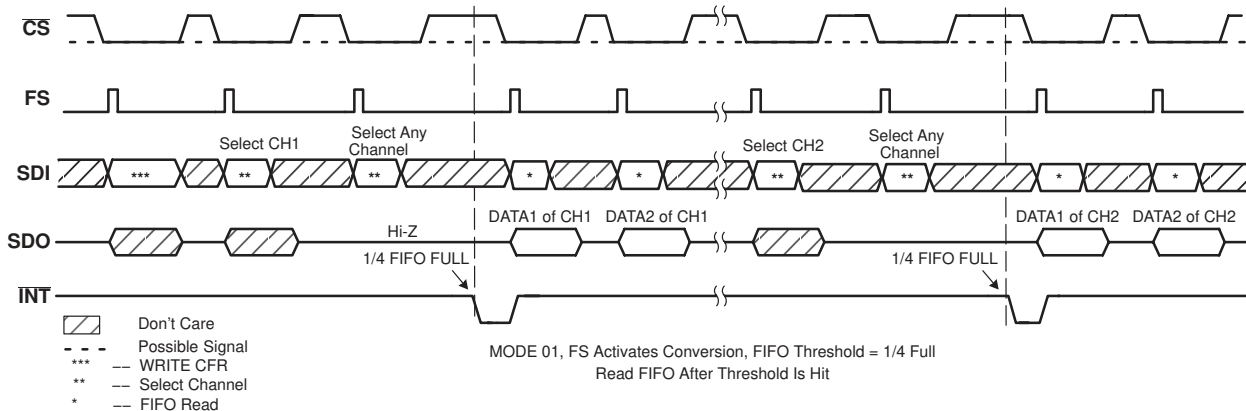 CS
FS
Select CH1
Select Any
Channel
Select CH2
Select Any
Channel
SDI
***
**
**
*
*
**
**
*
*
DATA1 of CH1
DATA2 of CH1
DATA1 of CH2
DATA2 of CH2
SDO
Hi-Z
1/4 FIFO FULL
1/4 FIFO FULL
INT
Don't Care
Possible Signal
*** –– WRITE CFR
** –– Select Channel
* –– FIFO Read
MODE 01, FS Activates Conversion, FIFO Threshold = 1/4 Full
Read FIFO After Threshold Is Hit